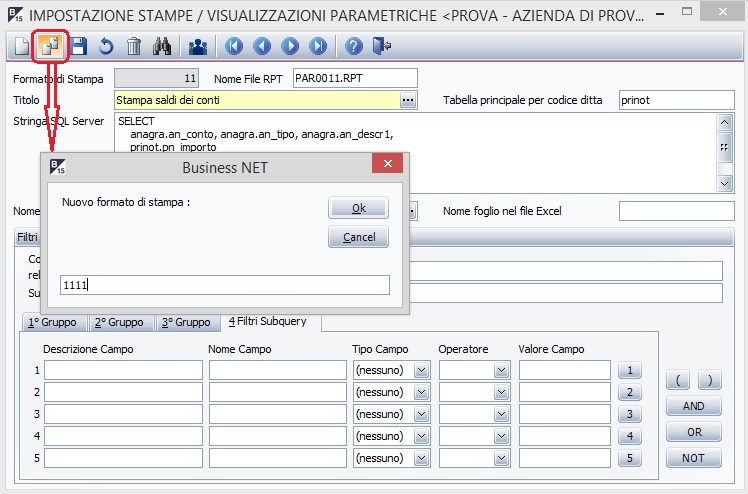 B 15 IMPOSTAZIONE STAMPE / VISUALIZZAZIONI PARAMETRICHE <PROVA - AZIENDA DI PROV...
Formato di Stampa 11 Nome File RPT PAR0011.RPT
Titolo Stampa saldi dei conti ... Tabella principale per codice ditta prinot
Stringa SQL Server SELECT
anagra.an_conto, anagra.an_tipo, anagra.an_descr1,
prinot.pn_importo
B 15 Business NET
Nuovo formato di stampa :
Ok
Cancel
1111
Nome Nome foglio nel file Excel
Filtri
Co
rel
Su
1° Gruppo 2° Gruppo 3° Gruppo 4 Filtri Subquery
Descrizione Campo Nome Campo Tipo Campo Operatore Valore Campo
1 (nessuno) 1 ( )
2 (nessuno) 2
3 (nessuno) 3 AND
4 (nessuno) 4 OR
5 (nessuno) 5 NOT